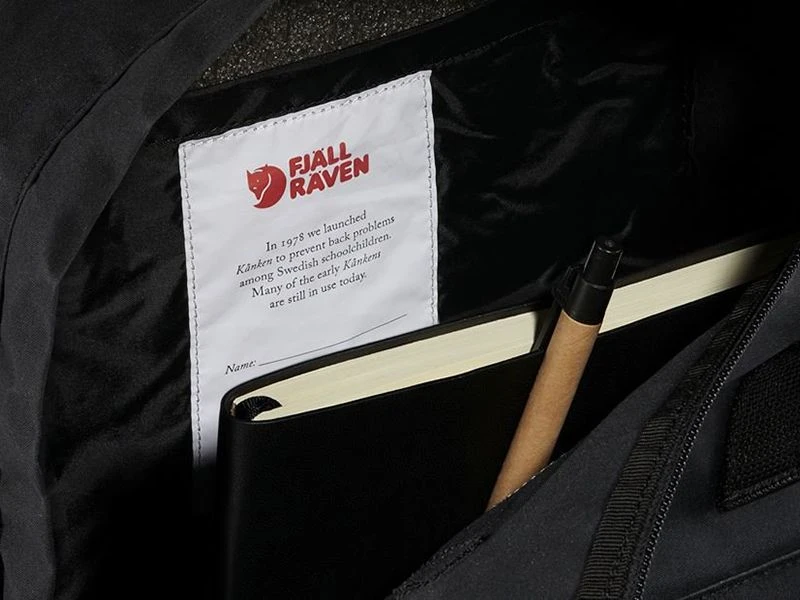 FJÄLL
RÄVEN
In 1978 we launched
Kånken to prevent back problems
among Swedish schoolchildren.
Many of the early Kånkens
are still in use today.
Name: